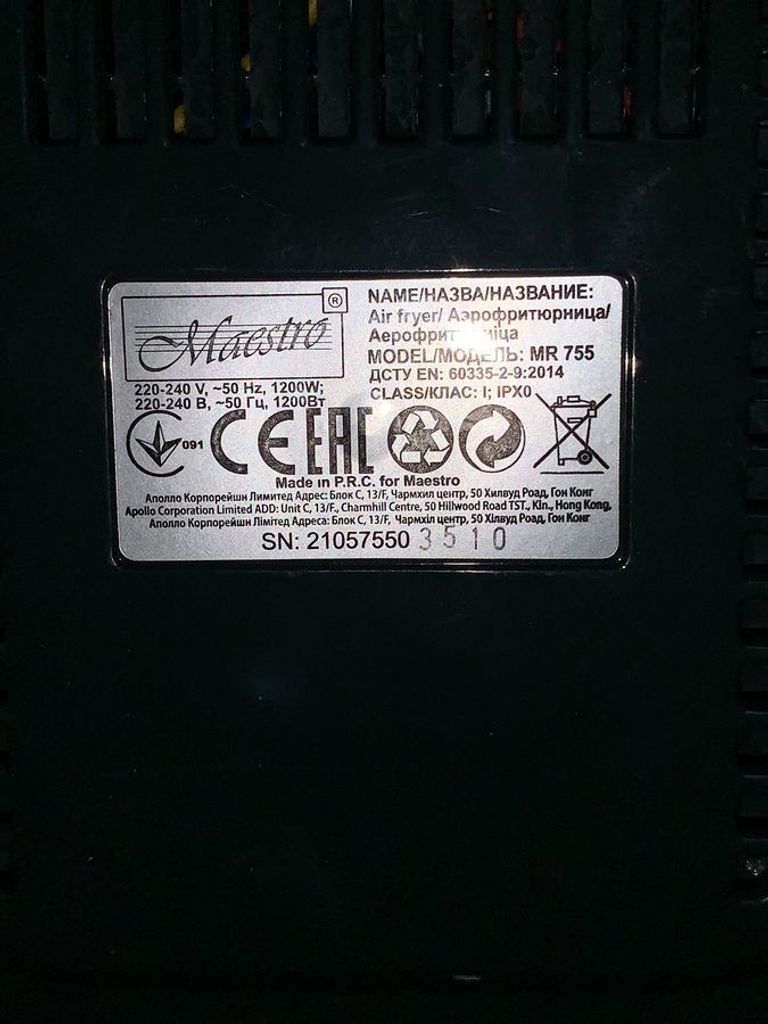 Maestro ®
NAME/НАЗВА/НАЗВАНИЕ:
Air fryer/ Аэрофритюрница/
MODEL/МОДЕЛЬ: MR 755
220-240 V, ~50 Hz, 1200W;
220-240 В, ~50 Гц, 1200Вт
ДСТУ EN: 60335-2-9:2014
CLASS/КЛАС: I; IPX0
091
CE EAC
Made in P.R.C. for Maestro
Аполло Корпорейшн Лимитед Адрес: Блок С, 13/F, Чармхил центр, 50 Хилвуд Роад, Гон Конг
Apollo Corporation Limited ADD: Unit C, 13/F., Charmhill Centre, 50 Hillwood Road TST., Kln., Hong Kong,
Аполло Корпорейшн Лімітед Адреса: Блок С, 13/F, Чармхіл центр, 50 Хілвуд Роад, Гон Конг
SN: 21057550 3510